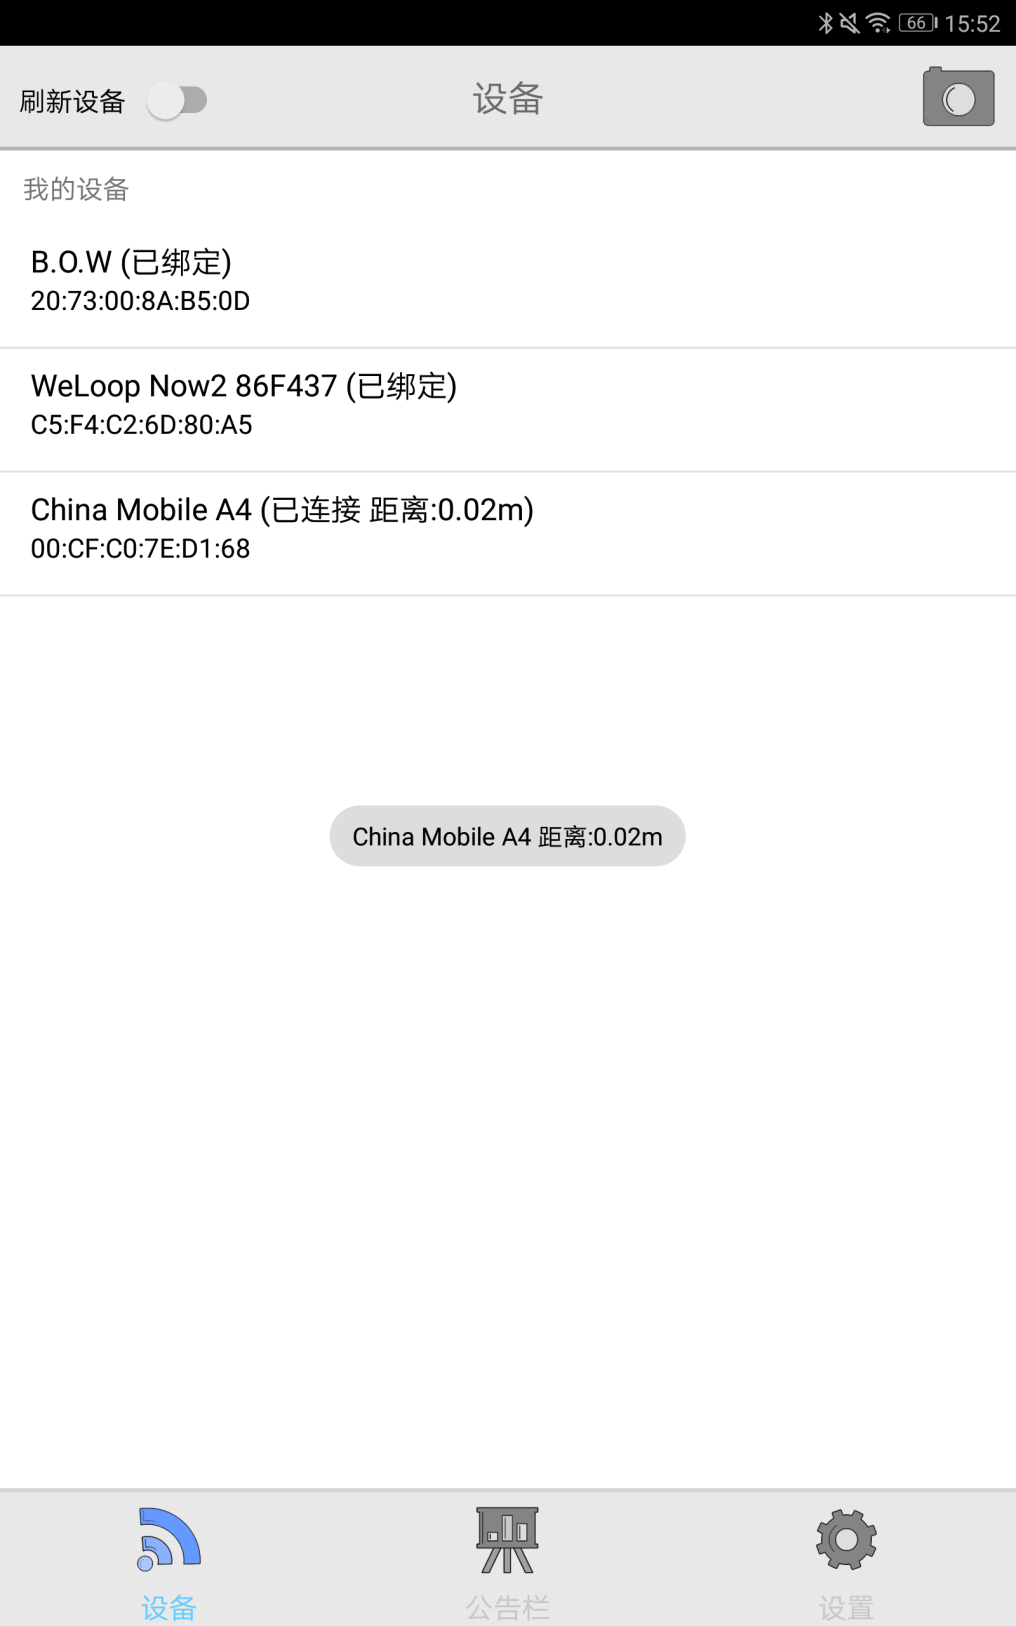 66 15:52
刷新设备
设备
我的设备
B.O.W (已绑定)
20:73:00:8A:B5:0D
WeLoop Now2 86F437 (已绑定)
C5:F4:C2:6D:80:A5
China Mobile A4 (已连接 距离:0.02m)
00:CF:C0:7E:D1:68
China Mobile A4 距离:0.02m
设备
公告栏
设置